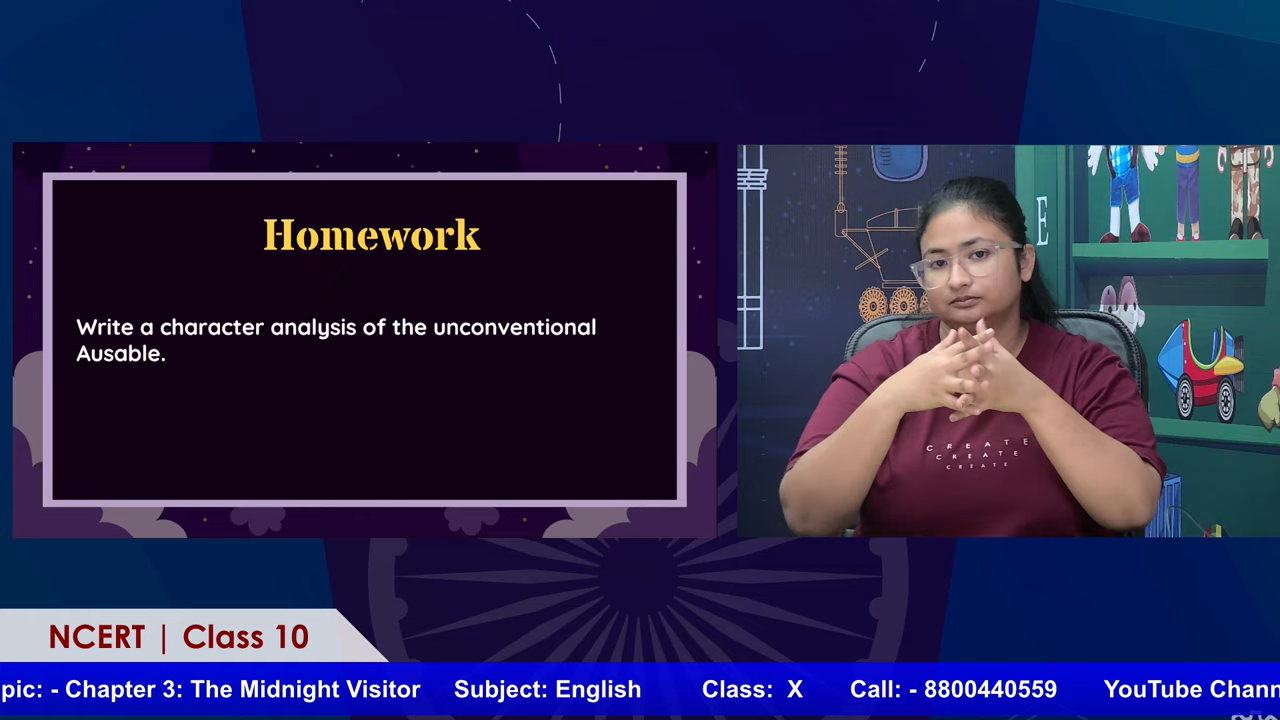 Homework
Write a character analysis of the unconventional
Ausable.
E
CREATE
CREATE
CREATE
NCERT | Class 10
pic: - Chapter 3: The Midnight Visitor Subject: English Class: X Call: - 8800440559 YouTube Chann